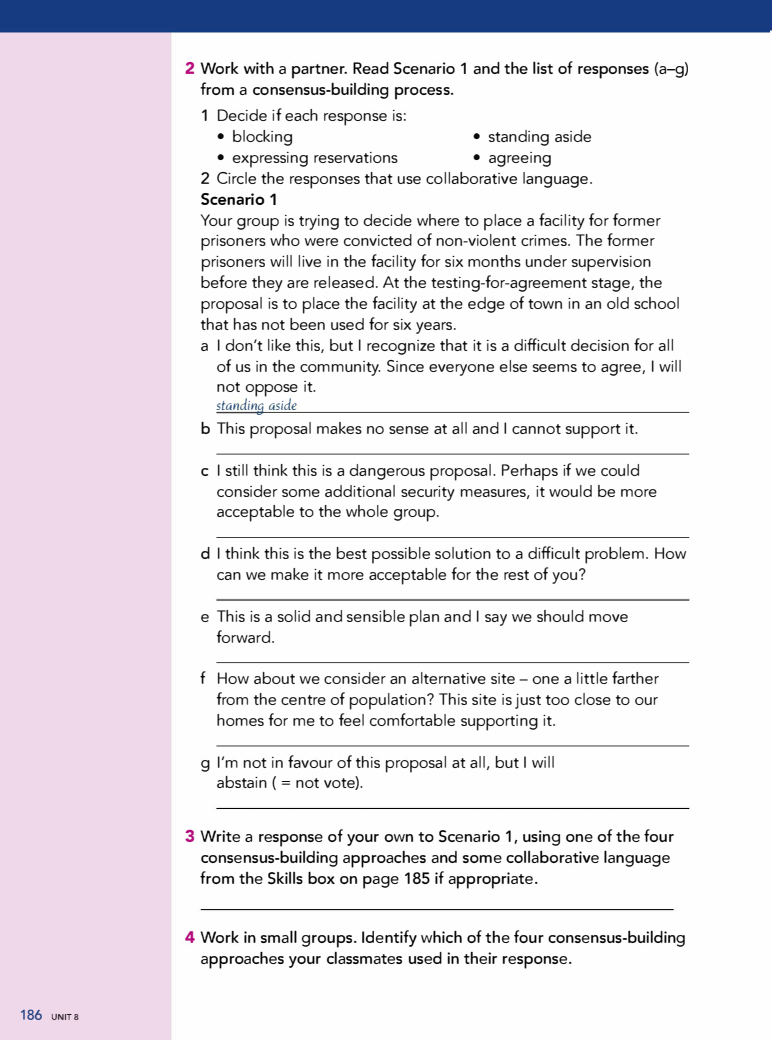 2 Work with a partner. Read Scenario 1 and the list of responses (a–g)
from a consensus-building process.
1 Decide if each response is:
• blocking • standing aside
• expressing reservations • agreeing
2 Circle the responses that use collaborative language.
Scenario 1
Your group is trying to decide where to place a facility for former
prisoners who were convicted of non-violent crimes. The former
prisoners will live in the facility for six months under supervision
before they are released. At the testing-for-agreement stage, the
proposal is to place the facility at the edge of town in an old school
that has not been used for six years.
a I don't like this, but I recognize that it is a difficult decision for all
of us in the community. Since everyone else seems to agree, I will
not oppose it.
standing aside
b This proposal makes no sense at all and I cannot support it.
c I still think this is a dangerous proposal. Perhaps if we could
consider some additional security measures, it would be more
acceptable to the whole group.
d I think this is the best possible solution to a difficult problem. How
can we make it more acceptable for the rest of you?
e This is a solid and sensible plan and I say we should move
forward.
f How about we consider an alternative site – one a little farther
from the centre of population? This site is just too close to our
homes for me to feel comfortable supporting it.
g I'm not in favour of this proposal at all, but I will
abstain ( = not vote).
3 Write a response of your own to Scenario 1, using one of the four
consensus-building approaches and some collaborative language
from the Skills box on page 185 if appropriate.
4 Work in small groups. Identify which of the four consensus-building
approaches your classmates used in their response.
186 UNIT 8